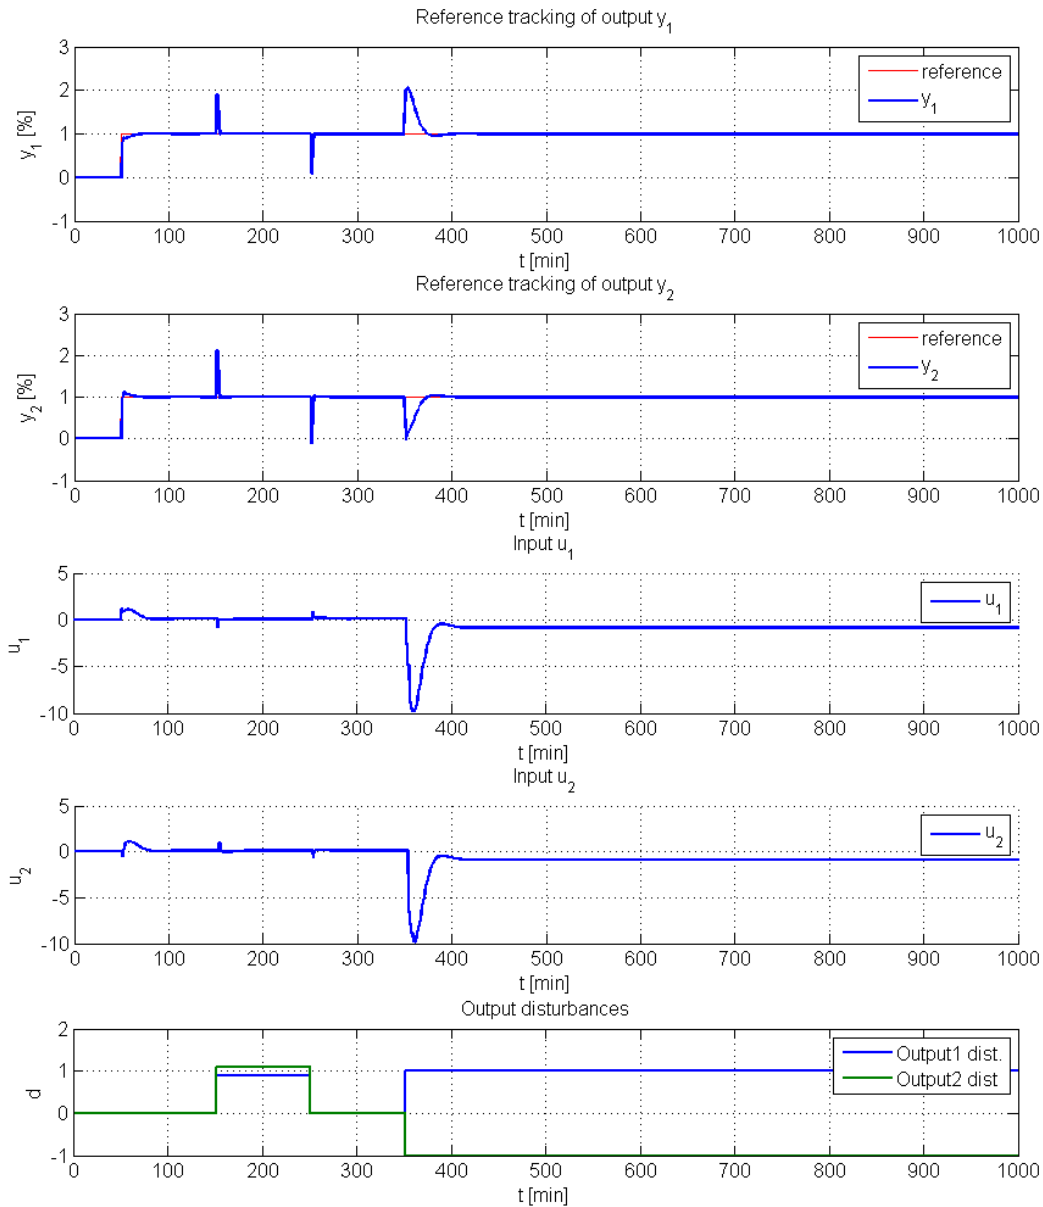 Reference tracking of output y1
3
2
1
0
-1
y1 [%]
reference
y1
0 100 200 300 400 500 600 700 800 900 1000
t [min]
Reference tracking of output y2
3
2
1
0
-1
y2 [%]
reference
y2
0 100 200 300 400 500 600 700 800 900 1000
t [min]
Input u1
5
0
-5
-10
u1
u1
0 100 200 300 400 500 600 700 800 900 1000
t [min]
Input u2
5
0
-5
-10
u2
u2
0 100 200 300 400 500 600 700 800 900 1000
t [min]
Output disturbances
2
1
0
-1
d
Output1 dist.
Output2 dist
0 100 200 300 400 500 600 700 800 900 1000
t [min]